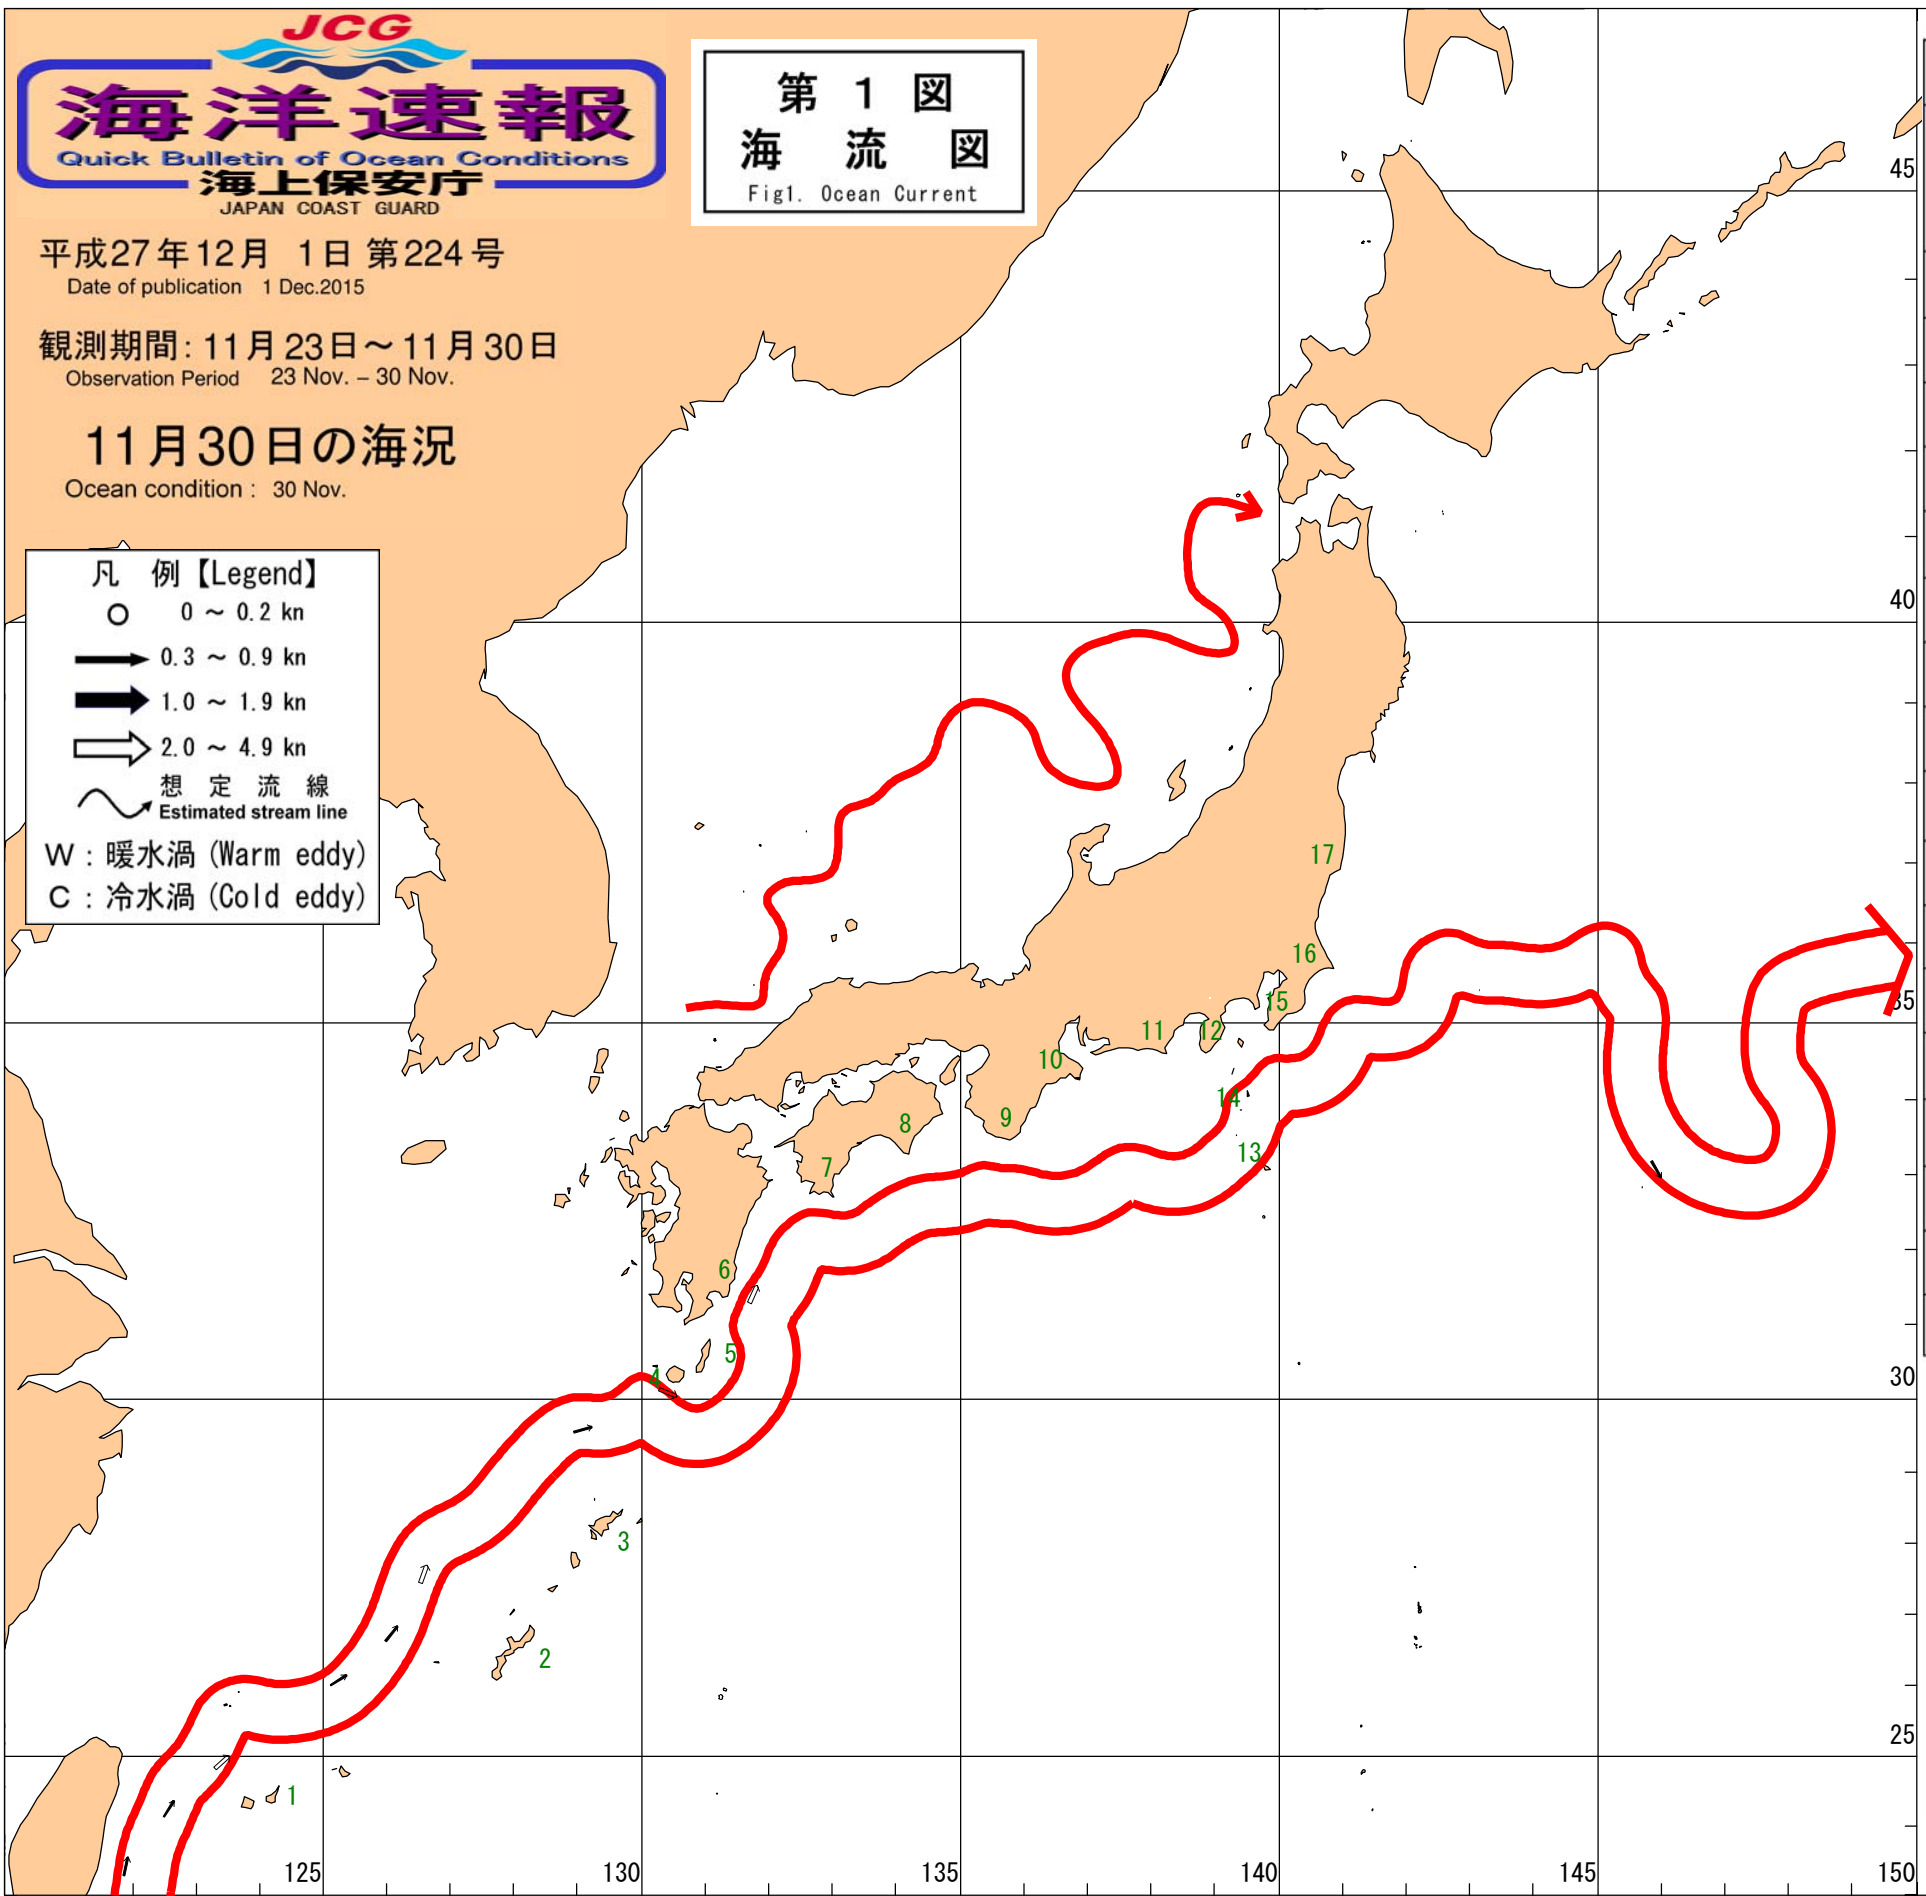 JCG
海洋速報
Quick Bulletin of Ocean Conditions
海上保安庁
JAPAN COAST GUARD
第 1 図
海 流 図
Fig1. Ocean Current
平成27年12月 1日 第224号
Date of publication 1 Dec.2015
観測期間: 11月23日～11月30日
Observation Period 23 Nov. – 30 Nov.
11月30日の海況
Ocean condition : 30 Nov.
凡 例【Legend】
0 ～ 0.2 kn
0.3 ～ 0.9 kn
1.0 ～ 1.9 kn
2.0 ～ 4.9 kn
想 定 流 線
Estimated stream line
W : 暖水渦 (Warm eddy)
C : 冷水渦 (Cold eddy)
45
40
35
30
25
17
16
15
12
11
10
14
9
8
13
7
6
5
4
3
2
1
125
130
135
140
145
150